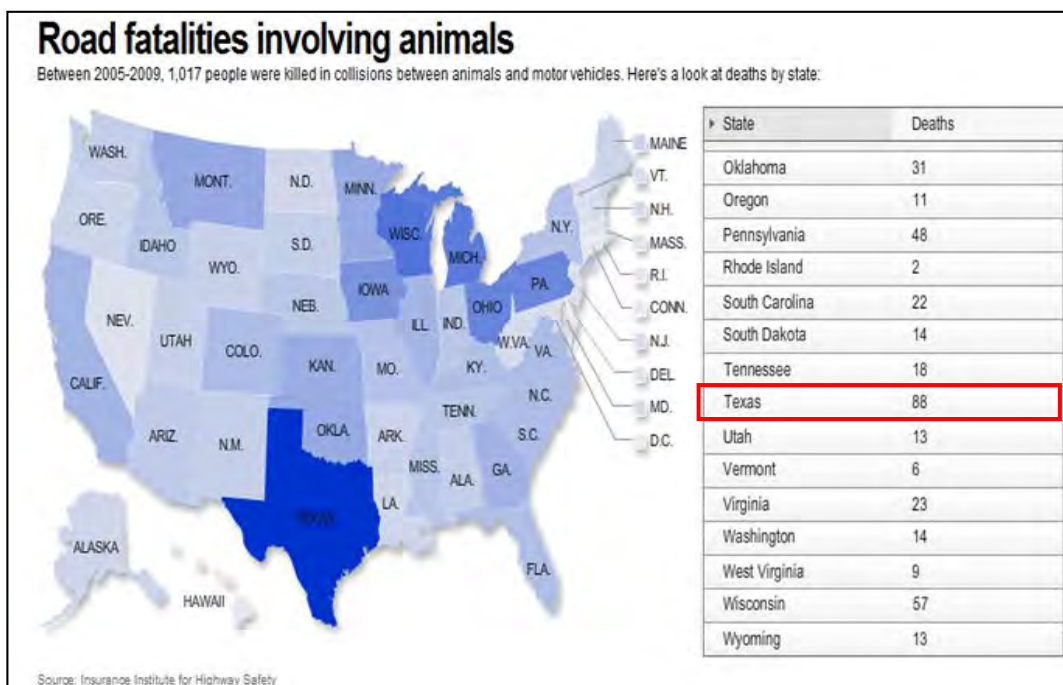 Road fatalities involving animals
Between 2005-2009, 1,017 people were killed in collisions between animals and motor vehicles. Here's a look at deaths by state:
WASH.
MONT.
N.D.
MINN.
ORE.
IDAHO
WYO.
S.D.
WISC.
MICH.
N.Y.
NEV.
UTAH
COLO.
NEB.
IOWA
ILL.
IND.
OHIO
PA.
CALIF.
KAN.
MO.
KY.
W.VA.
VA.
ARIZ.
N.M.
OKLA.
ARK.
TENN.
N.C.
S.C.
TEXAS
LA.
MISS.
ALA.
GA.
FLA.
ALASKA
HAWAII
MAINE
VT.
N.H.
MASS.
R.I.
CONN.
N.J.
DEL
MD.
D.C.
State Deaths
Oklahoma 31
Oregon 11
Pennsylvania 48
Rhode Island 2
South Carolina 22
South Dakota 14
Tennessee 18
Texas 88
Utah 13
Vermont 6
Virginia 23
Washington 14
West Virginia 9
Wisconsin 57
Wyoming 13
Source: Insurance Institute for Highway Safety